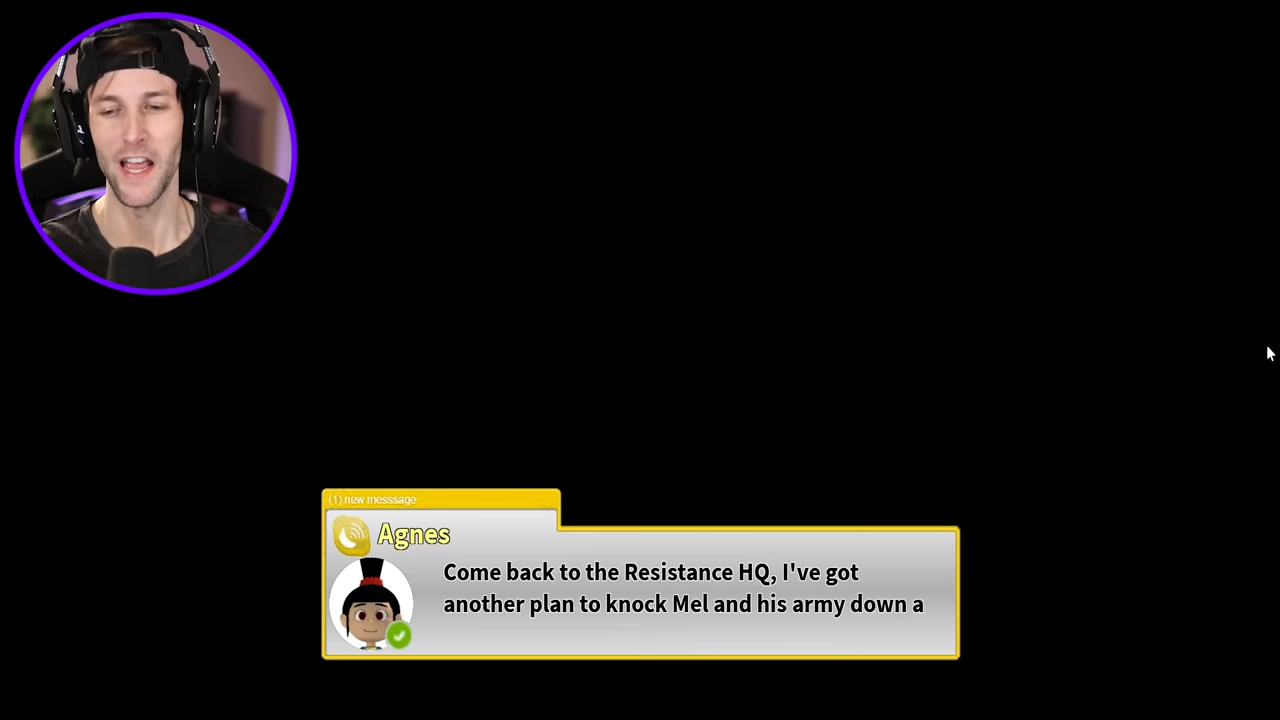 (1) new messsage
Agnes
Come back to the Resistance HQ, I've got
another plan to knock Mel and his army down a